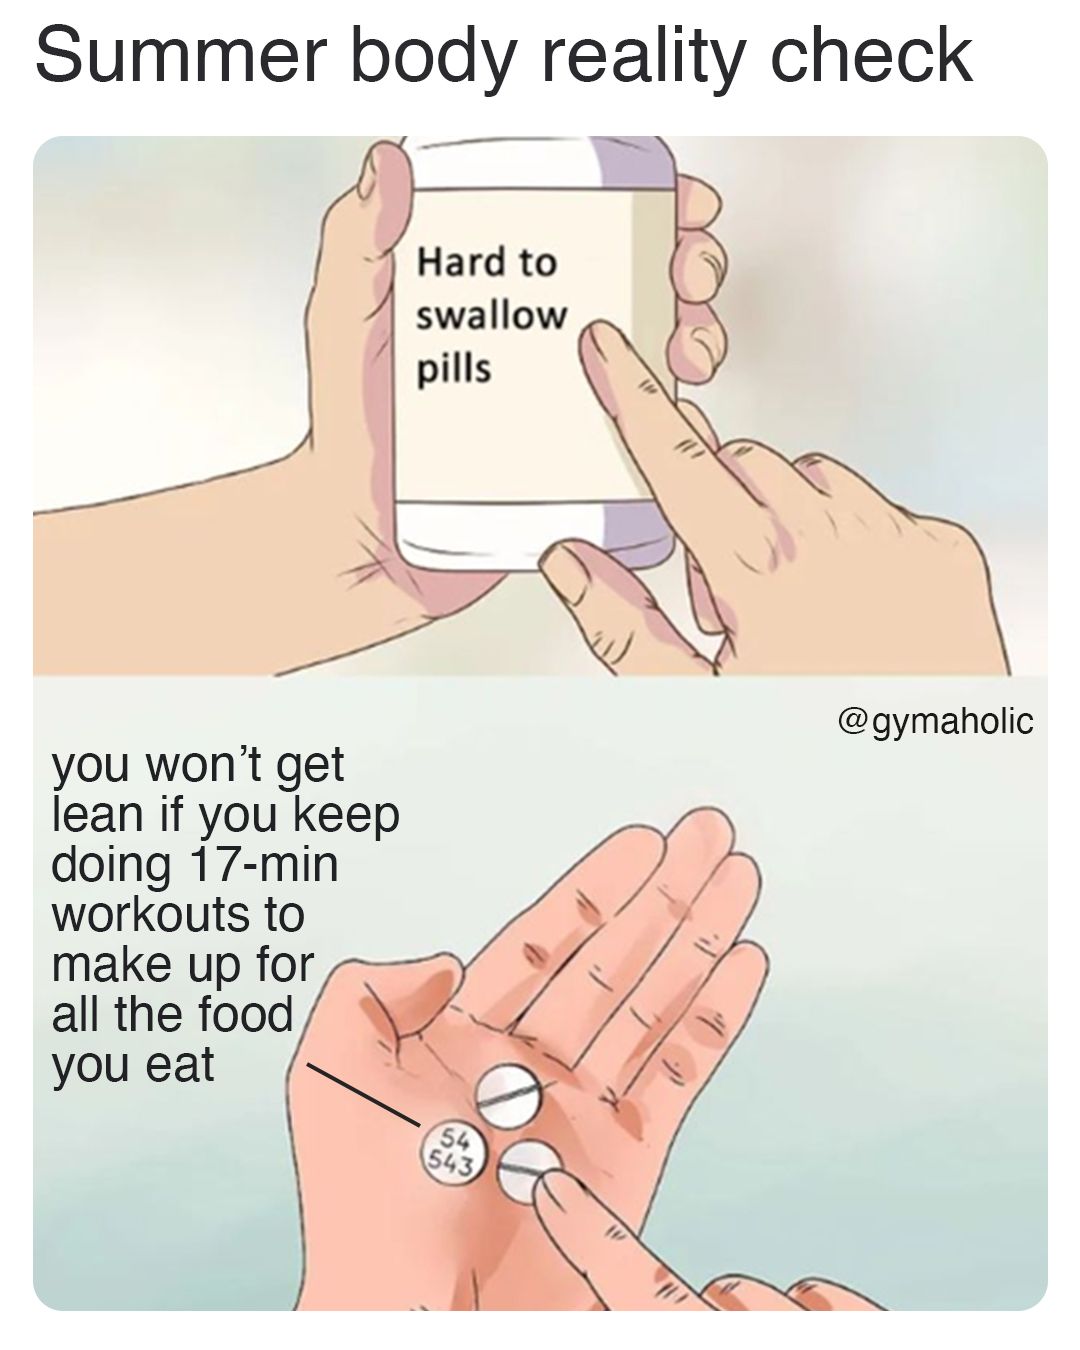 Summer body reality check
Hard to
swallow
pills
@gymaholic
you won’t get
lean if you keep
doing 17-min
workouts to
make up for
all the food
you eat
54
543